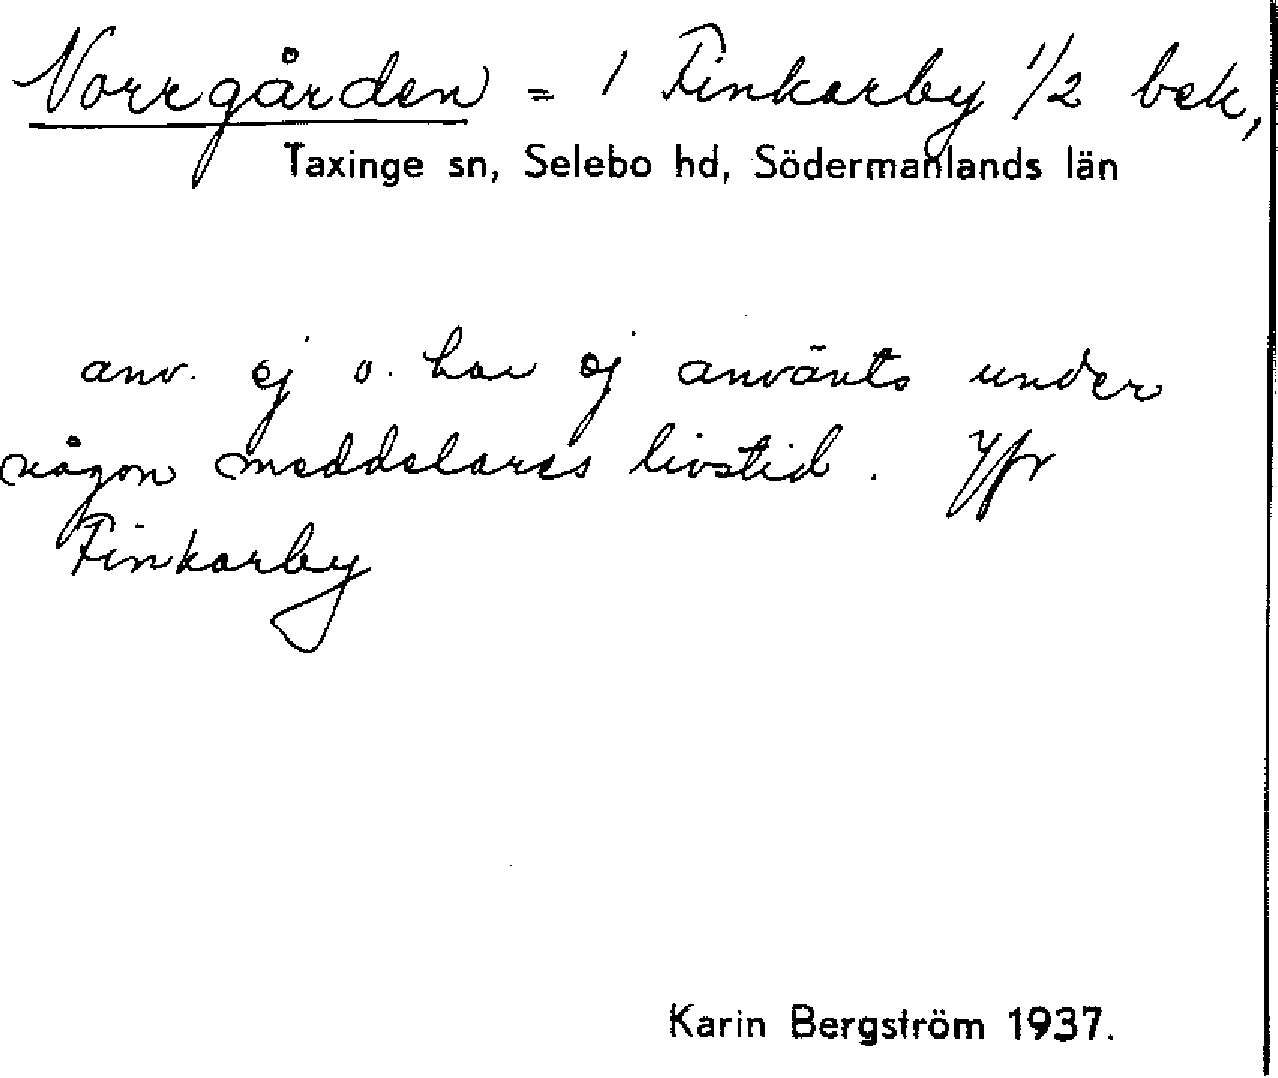 Norrgården = 1 Finkarby 1/2 bek,
Taxinge sn, Selebo hd, Södermanlands län
anv. ej o. har ej använts under
någon meddelares livstid. Jfr
Finkarby
Karin Bergström 1937.